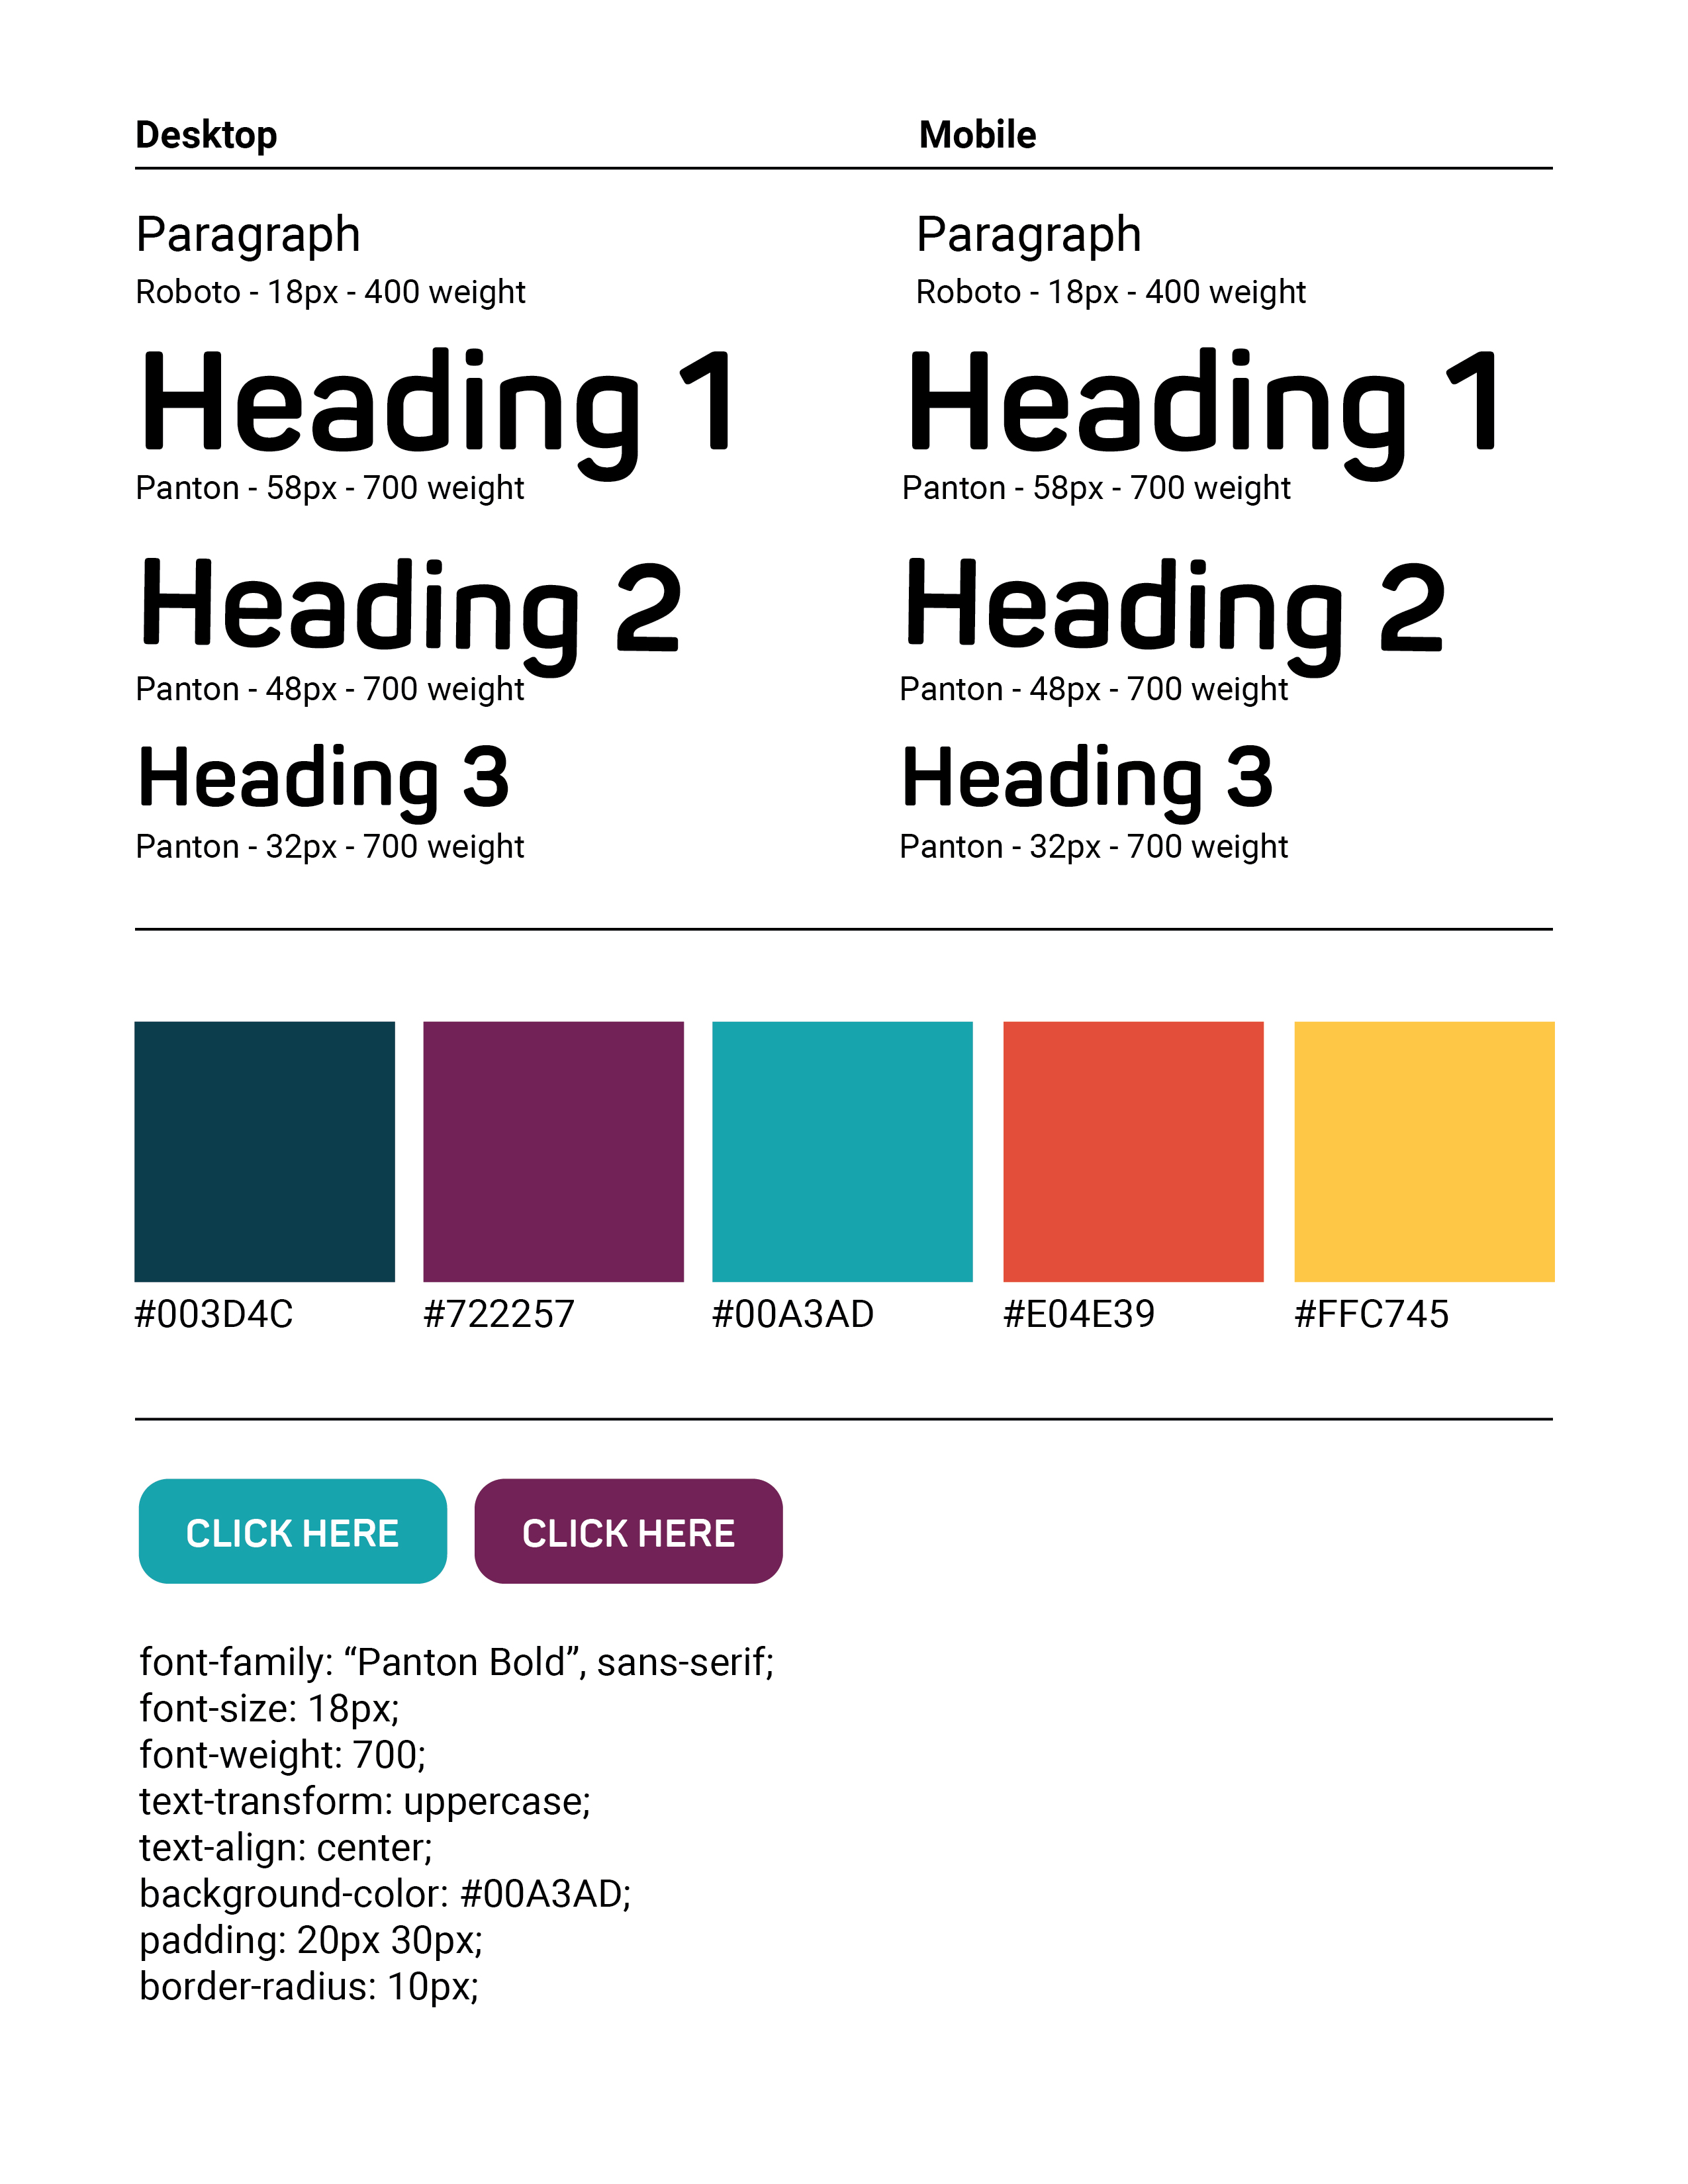 Desktop
Mobile
Paragraph
Roboto - 18px - 400 weight
Paragraph
Roboto - 18px - 400 weight
Heading 1
Panton - 58px - 700 weight
Heading 1
Panton - 58px - 700 weight
Heading 2
Panton - 48px - 700 weight
Heading 2
Panton - 48px - 700 weight
Heading 3
Panton - 32px - 700 weight
Heading 3
Panton - 32px - 700 weight
#003D4C
#722257
#00A3AD
#E04E39
#FFC745
CLICK HERE
CLICK HERE
font-family: “Panton Bold”, sans-serif;
font-size: 18px;
font-weight: 700;
text-transform: uppercase;
text-align: center;
background-color: #00A3AD;
padding: 20px 30px;
border-radius: 10px;